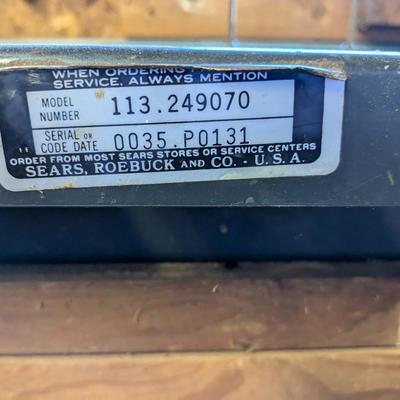 WHEN ORDERING
SERVICE, ALWAYS MENTION
MODEL NUMBER 113.249070
SERIAL OR CODE DATE 0035.P0131
ORDER FROM MOST SEARS STORES OR SERVICE CENTERS
SEARS, ROEBUCK AND CO. - U.S.A.